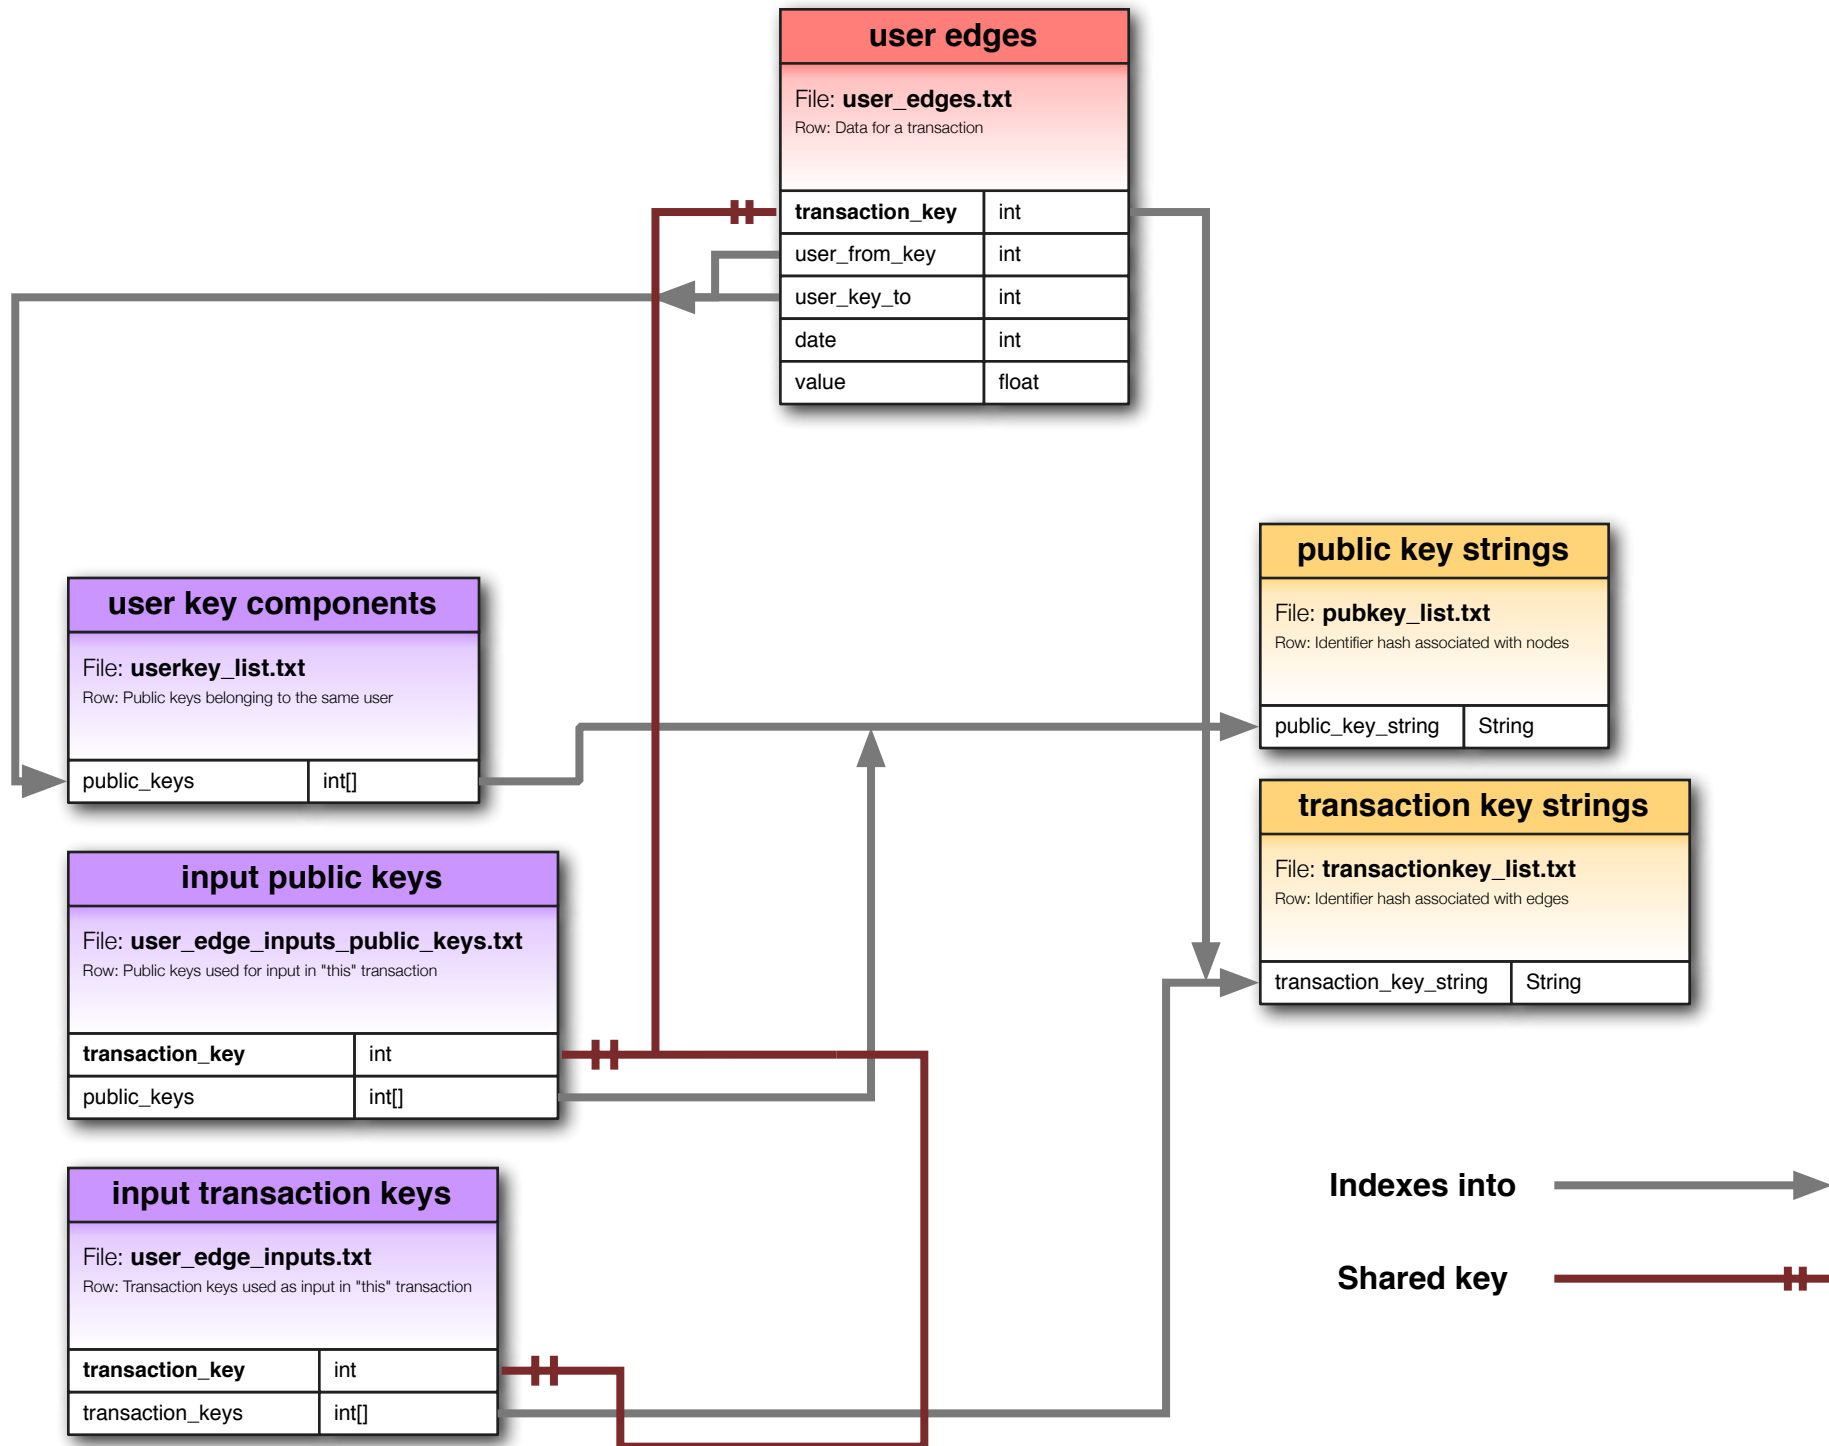 user edges
File: user_edges.txt
Row: Data for a transaction
transaction_key int
user_from_key int
user_key_to int
date int
value float
public key strings
File: pubkey_list.txt
Row: Identifier hash associated with nodes
public_key_string String
user key components
File: userkey_list.txt
Row: Public keys belonging to the same user
public_keys int[]
transaction key strings
File: transactionkey_list.txt
Row: Identifier hash associated with edges
transaction_key_string String
input public keys
File: user_edge_inputs_public_keys.txt
Row: Public keys used for input in "this" transaction
transaction_key int
public_keys int[]
input transaction keys
File: user_edge_inputs.txt
Row: Transaction keys used as input in "this" transaction
transaction_key int
transaction_keys int[]
Indexes into
Shared key